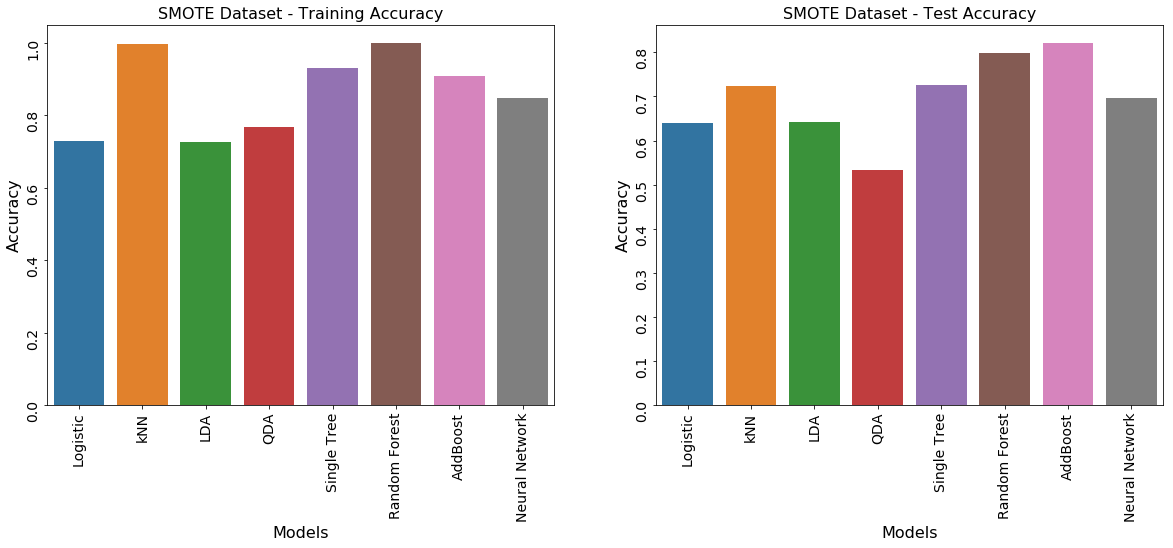 SMOTE Dataset - Training Accuracy
Accuracy
1.0
0.8
0.6
0.4
0.2
0.0
Logistic
kNN
LDA
QDA
Single Tree
Random Forest
AddBoost
Neural Network
Models
SMOTE Dataset - Test Accuracy
Accuracy
0.8
0.7
0.6
0.5
0.4
0.3
0.2
0.1
0.0
Logistic
kNN
LDA
QDA
Single Tree
Random Forest
AddBoost
Neural Network
Models